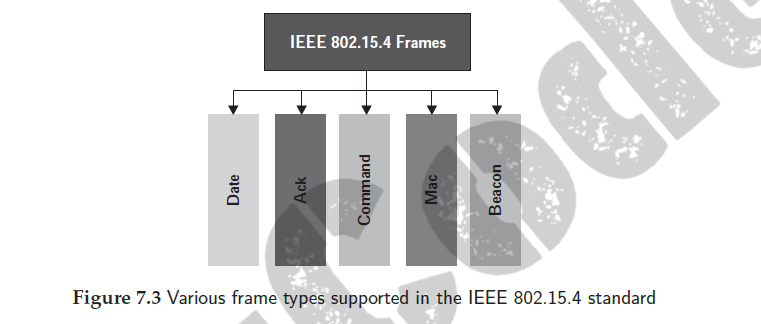 IEEE 802.15.4 Frames
Date
Ack
Command
Mac
Beacon
Figure 7.3 Various frame types supported in the IEEE 802.15.4 standard